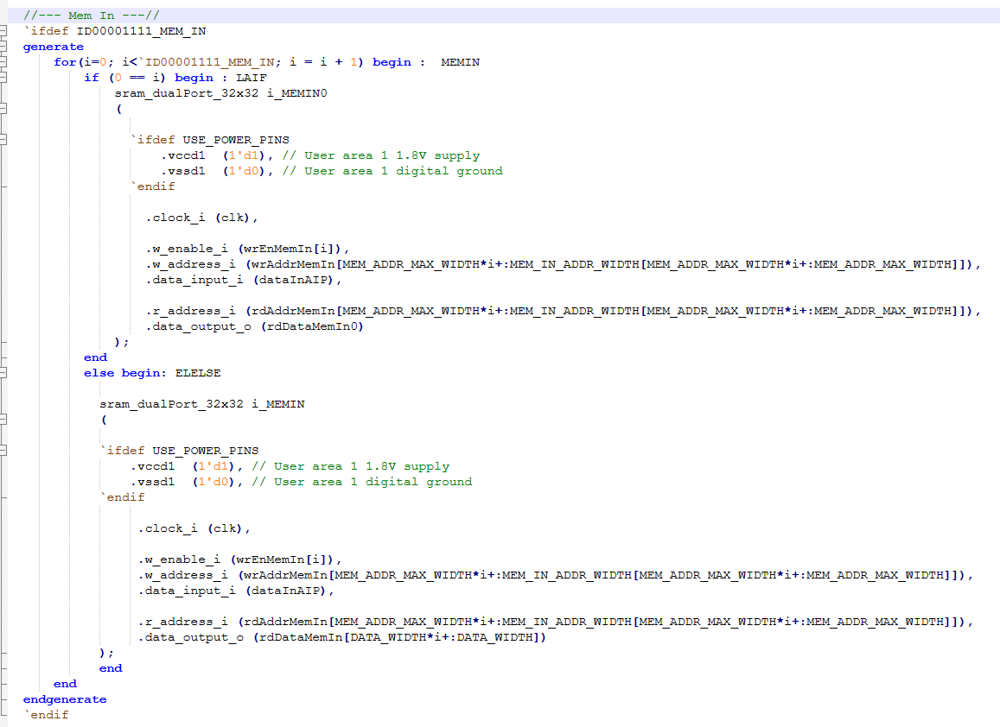 //--- Mem In ---//
`ifdef ID00001111_MEM_IN
generate
for(i=0; i<`ID00001111_MEM_IN; i = i + 1) begin :  MEMIN
if (0 == i) begin : LAIF
sram_dualPort_32x32 i_MEMIN0
(
`ifdef USE_POWER_PINS
.vccd1  (1'd1), // User area 1 1.8V supply
.vssd1  (1'd0), // User area 1 digital ground
`endif
.clock_i (clk),
.w_enable_i (wrEnMemIn[i]),
.w_address_i (wrAddrMemIn[MEM_ADDR_MAX_WIDTH*i+:MEM_IN_ADDR_WIDTH[MEM_ADDR_MAX_WIDTH*i+:MEM_ADDR_MAX_WIDTH]]),
.data_input_i (dataInAIP),
.r_address_i (rdAddrMemIn[MEM_ADDR_MAX_WIDTH*i+:MEM_IN_ADDR_WIDTH[MEM_ADDR_MAX_WIDTH*i+:MEM_ADDR_MAX_WIDTH]]),
.data_output_o (rdDataMemIn0)
);
end
else begin: ELELSE
sram_dualPort_32x32 i_MEMIN
(
`ifdef USE_POWER_PINS
.vccd1  (1'd1), // User area 1 1.8V supply
.vssd1  (1'd0), // User area 1 digital ground
`endif
.clock_i (clk),
.w_enable_i (wrEnMemIn[i]),
.w_address_i (wrAddrMemIn[MEM_ADDR_MAX_WIDTH*i+:MEM_IN_ADDR_WIDTH[MEM_ADDR_MAX_WIDTH*i+:MEM_ADDR_MAX_WIDTH]]),
.data_input_i (dataInAIP),
.r_address_i (rdAddrMemIn[MEM_ADDR_MAX_WIDTH*i+:MEM_IN_ADDR_WIDTH[MEM_ADDR_MAX_WIDTH*i+:MEM_ADDR_MAX_WIDTH]]),
.data_output_o (rdDataMemIn[DATA_WIDTH*i+:DATA_WIDTH])
);
end
end
endgenerate
`endif